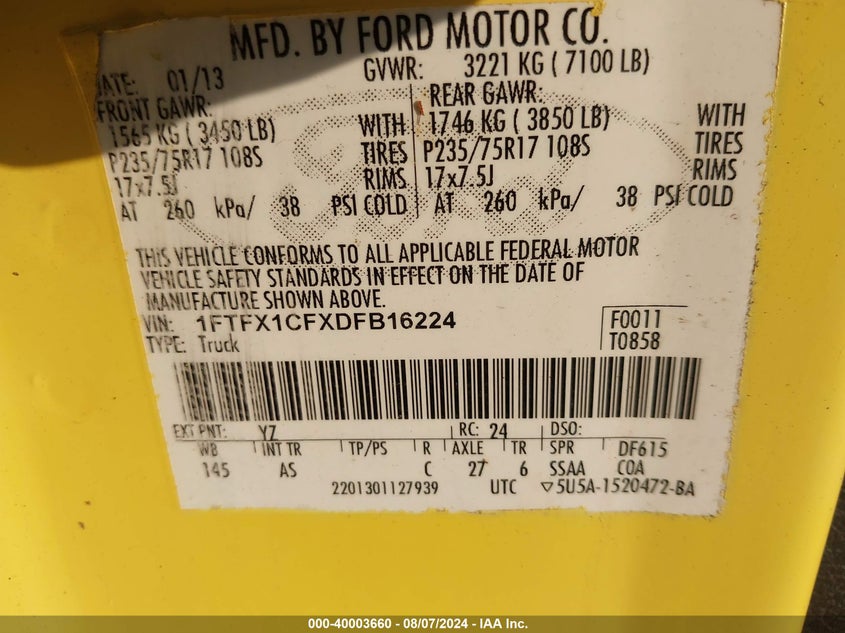 MFD. BY FORD MOTOR CO.
DATE: 01/13 GVWR: 3221 KG ( 7100 LB)
FRONT GAWR: REAR GAWR:
1565 KG ( 3450 LB) WITH 1746 KG ( 3850 LB) WITH
P235/75R17 108S TIRES P235/75R17 108S TIRES
17x7.5J RIMS 17x7.5J RIMS
AT 260 kPa/ 38 PSI COLD AT 260 kPa/ 38 PSI COLD
THIS VEHICLE CONFORMS TO ALL APPLICABLE FEDERAL MOTOR
VEHICLE SAFETY STANDARDS IN EFFECT ON THE DATE OF
MANUFACTURE SHOWN ABOVE.
VIN: 1FTFX1CFXDFB16224 F0011
TYPE: Truck T0858
EXT PNT: YZ RC: 24 DSO:
WB INT TR TP/PS R AXLE TR SPR DF615
145 AS C 27 6 SSAA COA
2201301127939 UTC ▽5U5A-1520472-BA
000-40003660 - 08/07/2024 - IAA Inc.